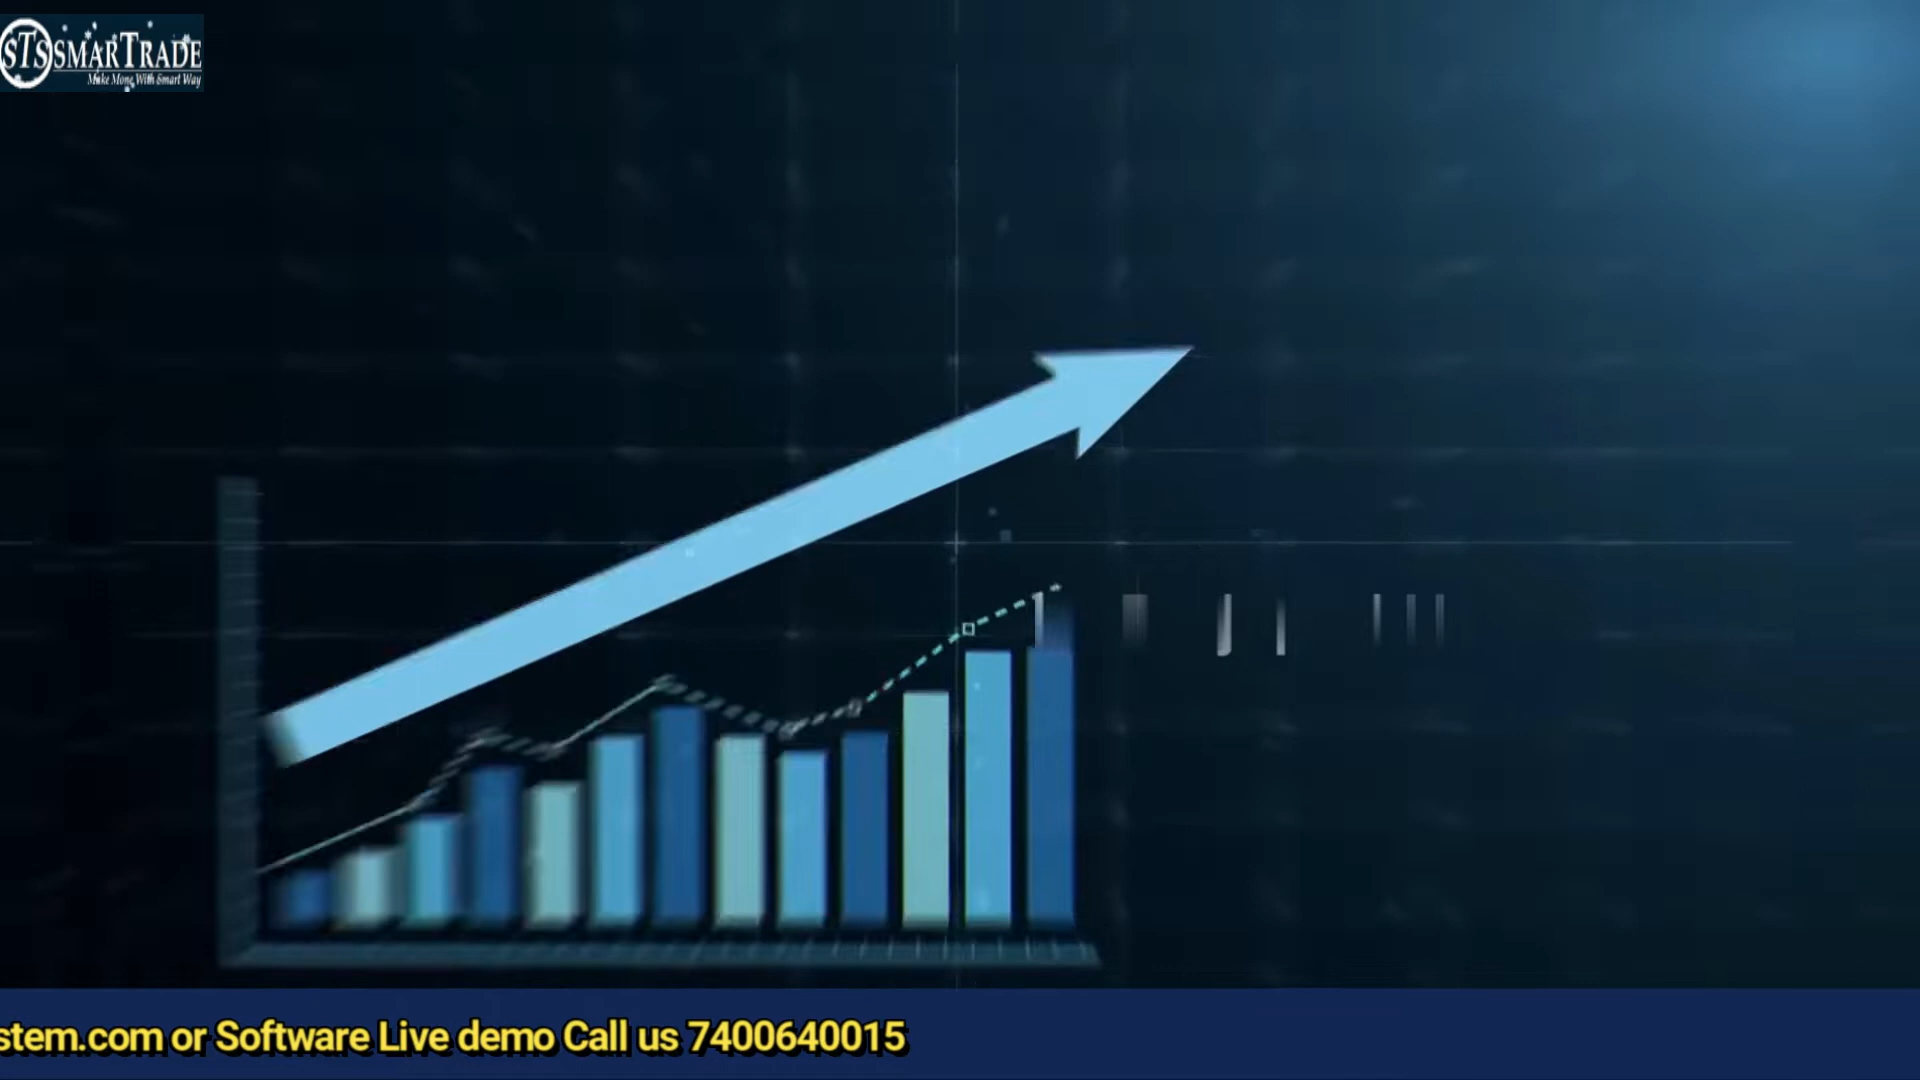 STS SMARTRADE
Make Money With Smart Way
stem.com or Software Live demo Call us 7400640015